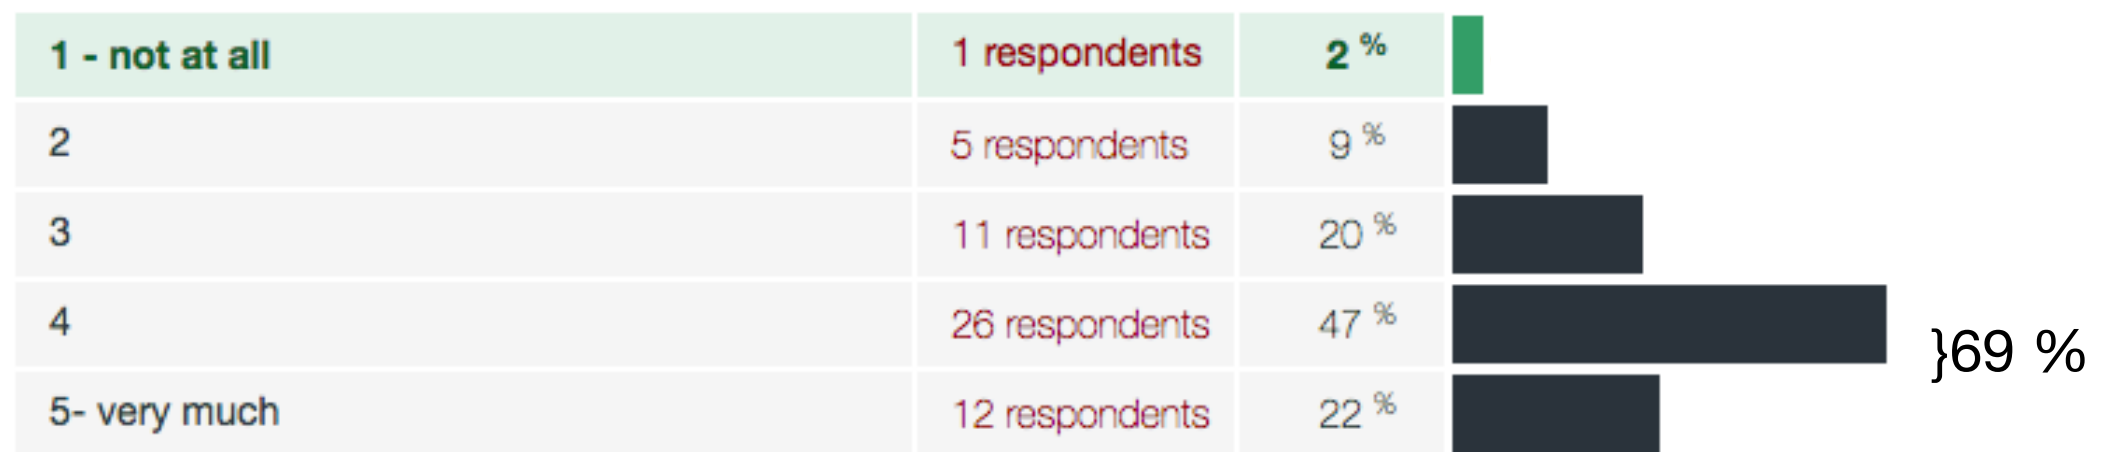 1 - not at all 1 respondents 2 %
2 5 respondents 9 %
3 11 respondents 20 %
4 26 respondents 47 %
}69 %
5- very much 12 respondents 22 %